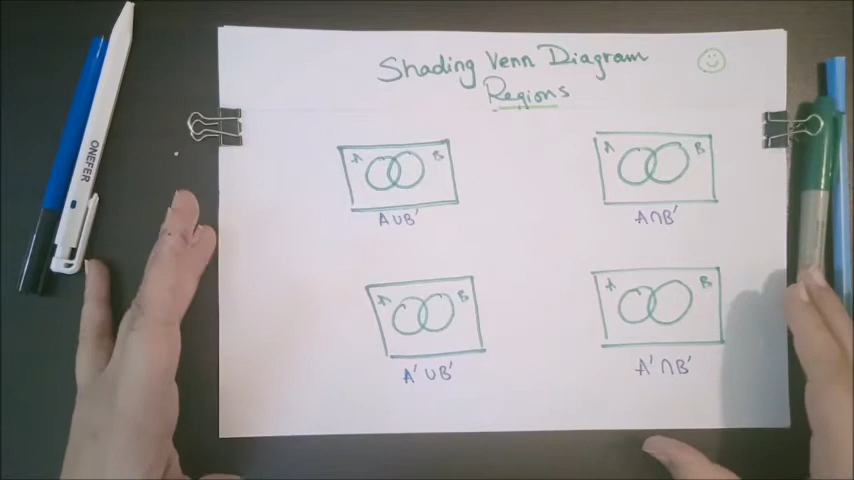 Shading Venn Diagram
Regions
A B
A∪B'
A B
A∩B'
A B
A'∪B'
A B
A'∩B'
ONEFER